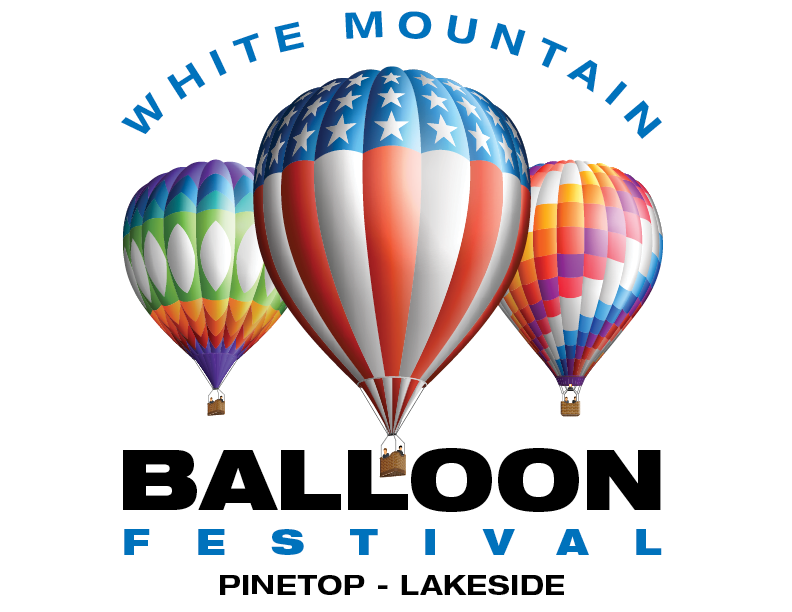 WHITE MOUNTAIN
BALLOON
FESTIVAL
PINETOP - LAKESIDE